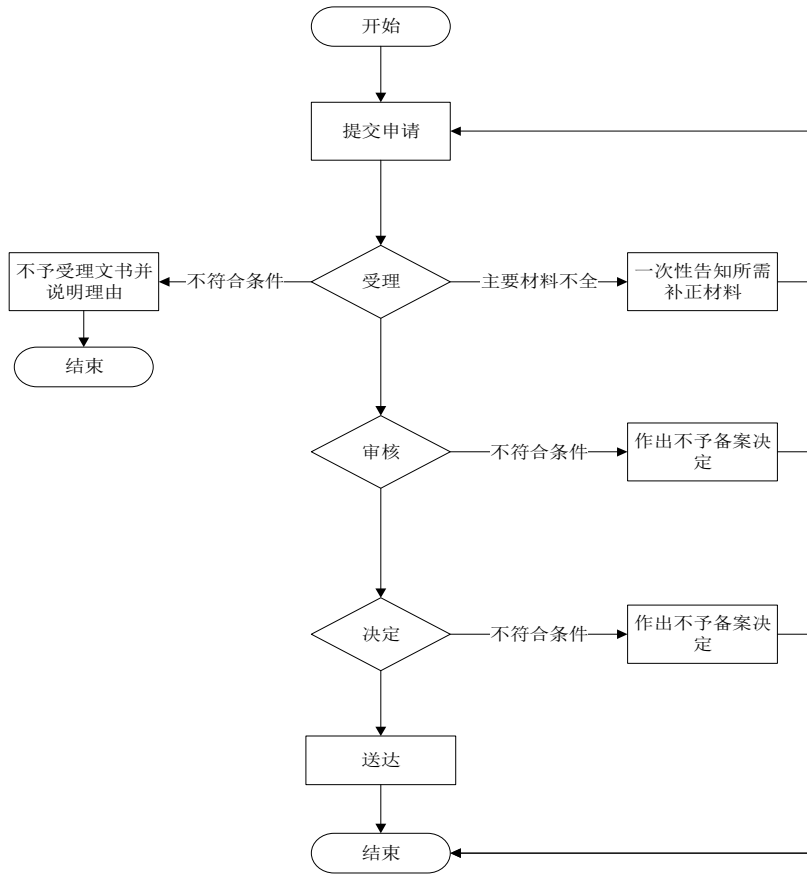 开始
提交申请
不予受理文书并
说明理由
不符合条件
受理
主要材料不全
一次性告知所需
补正材料
结束
审核
不符合条件
作出不予备案决
定
决定
不符合条件
作出不予备案决
定
送达
结束